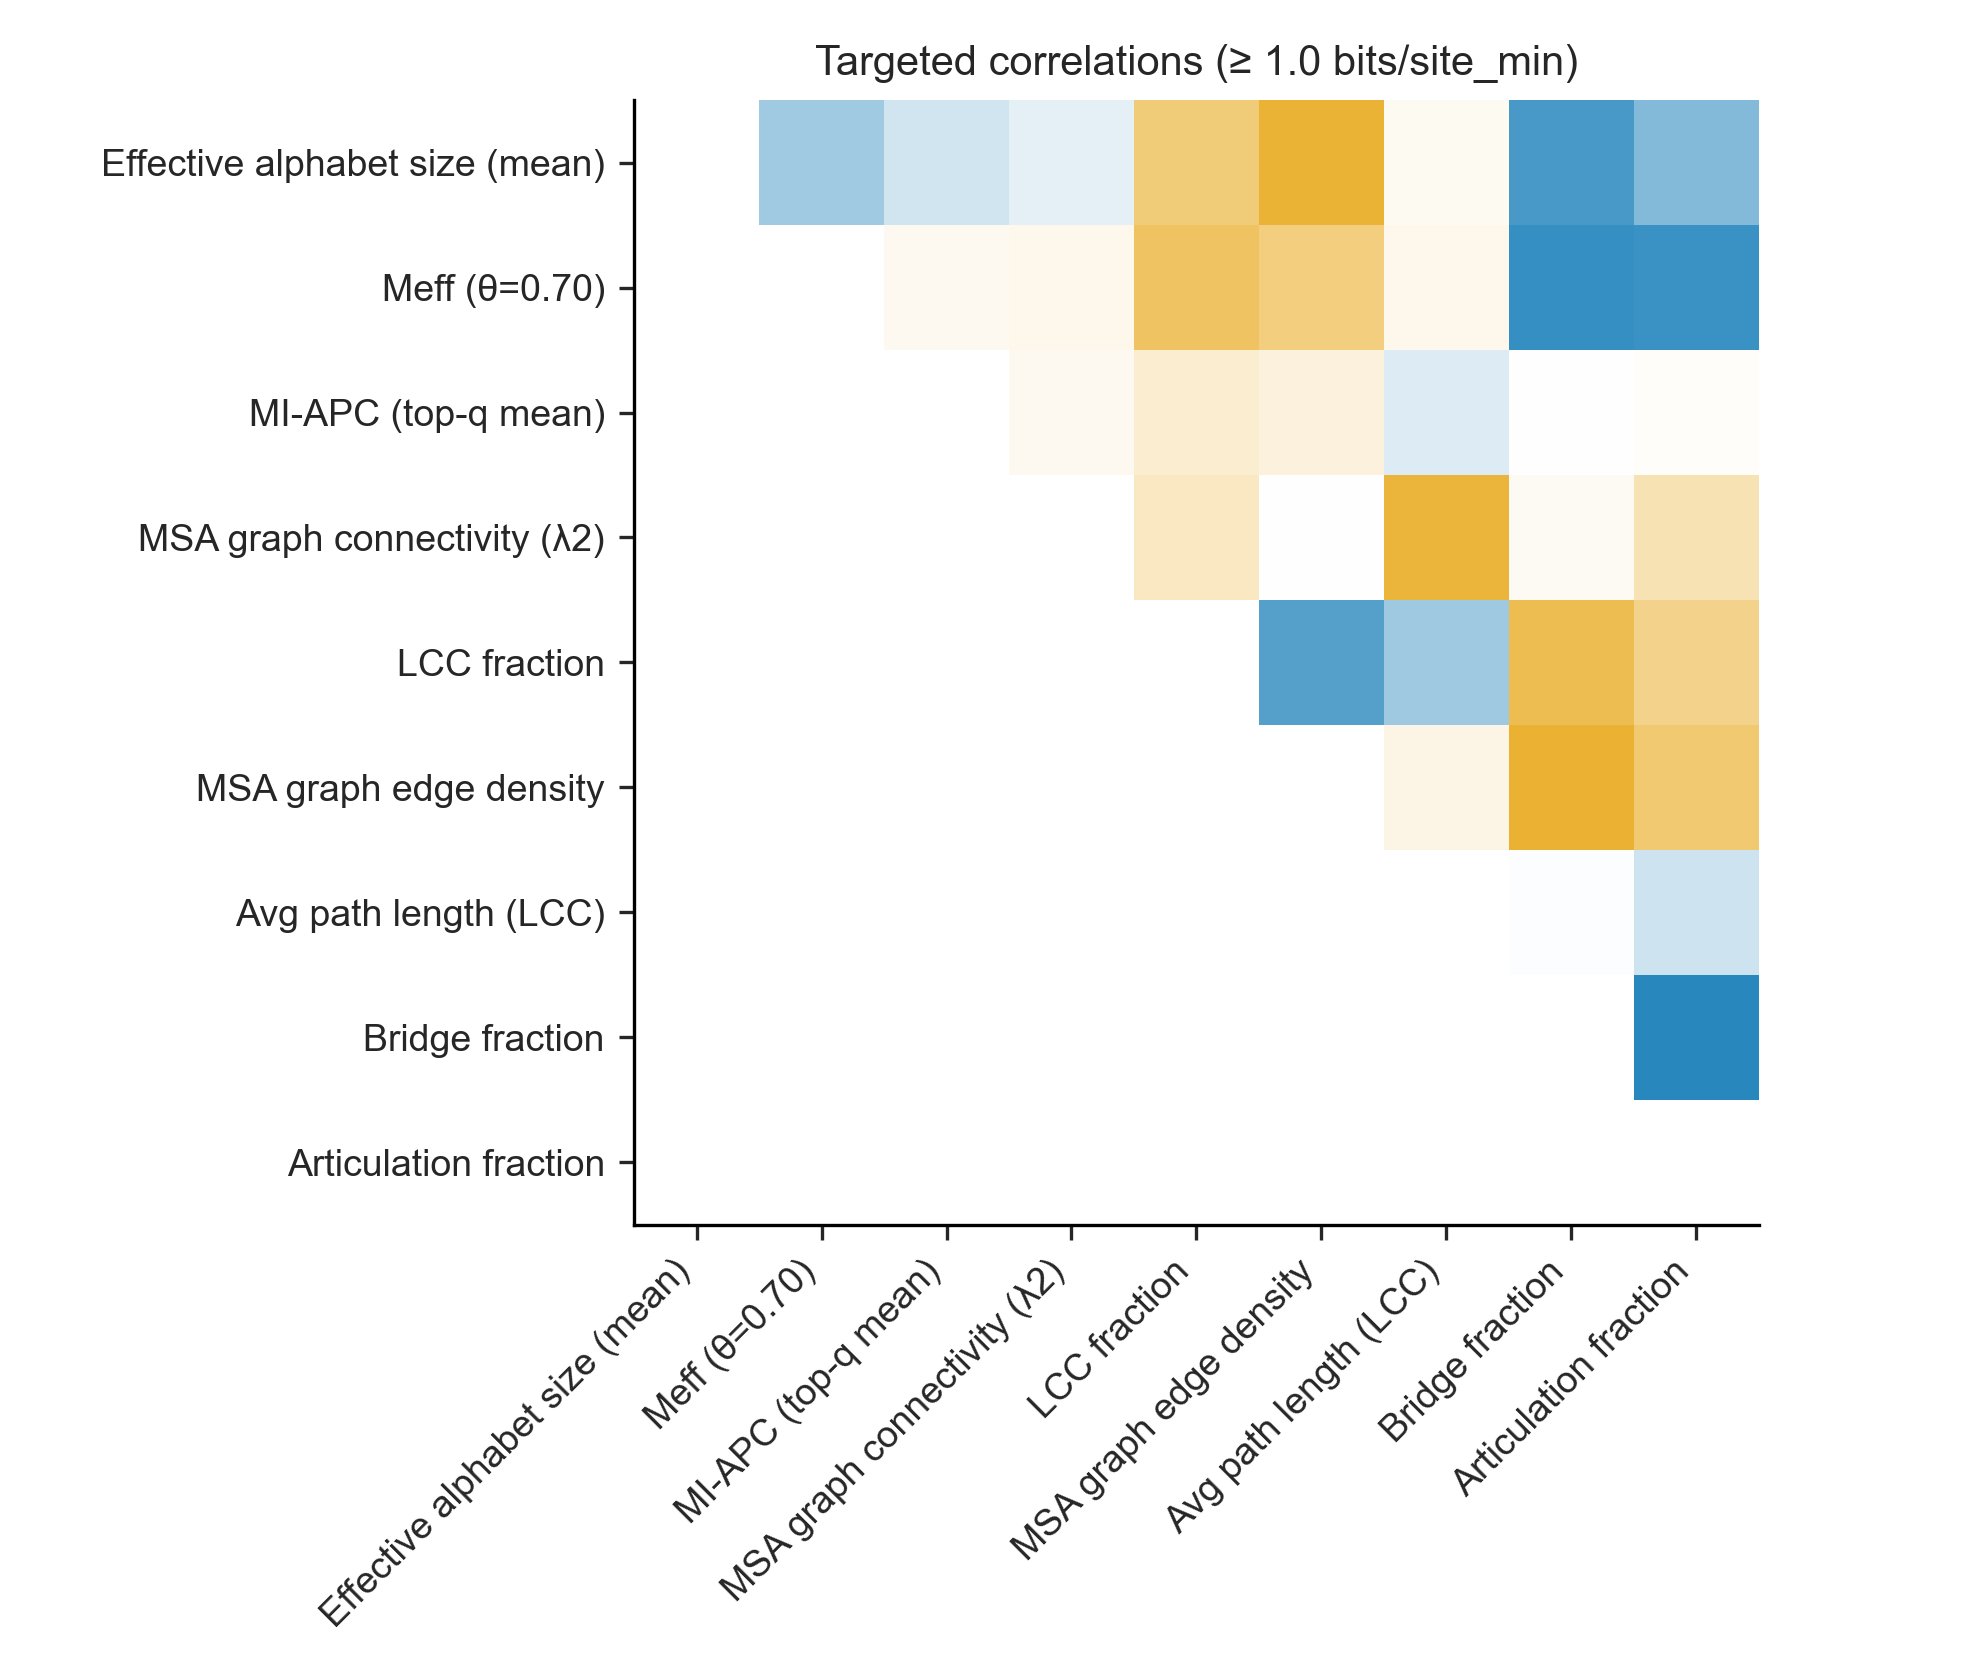 Targeted correlations (≥ 1.0 bits/site_min)
Effective alphabet size (mean)
Meff (θ=0.70)
MI-APC (top-q mean)
MSA graph connectivity (λ2)
LCC fraction
MSA graph edge density
Avg path length (LCC)
Bridge fraction
Articulation fraction
Effective alphabet size (mean)
Meff (θ=0.70)
MI-APC (top-q mean)
MSA graph connectivity (λ2)
LCC fraction
MSA graph edge density
Avg path length (LCC)
Bridge fraction
Articulation fraction